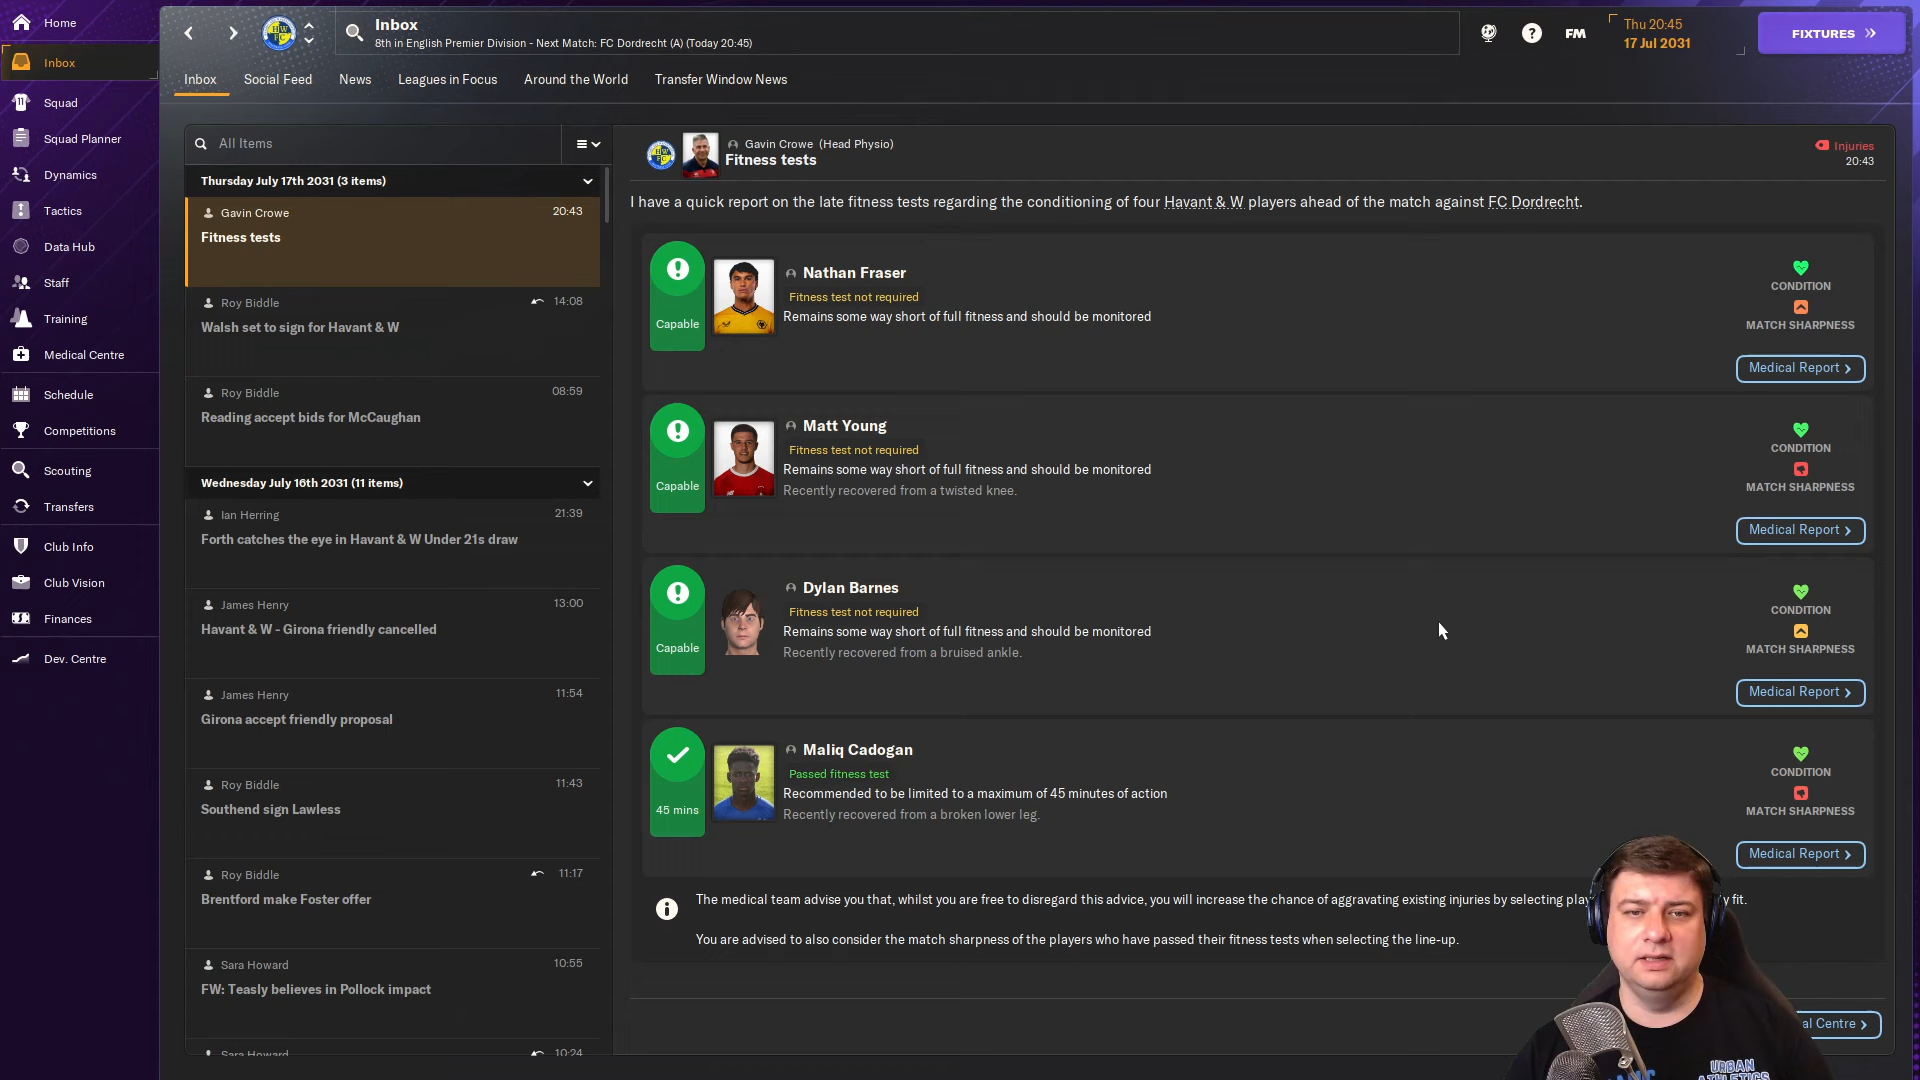 Home
Inbox
Squad
Squad Planner
Dynamics
Tactics
Data Hub
Staff
Training
Medical Centre
Schedule
Competitions
Scouting
Transfers
Club Info
Club Vision
Finances
Dev. Centre
Inbox
8th in English Premier Division - Next Match: FC Dordrecht (A) (Today 20:45)
FM
Thu 20:45
17 Jul 2031
FIXTURES
Inbox Social Feed News Leagues in Focus Around the World Transfer Window News
All Items
Thursday July 17th 2031 (3 items)
Gavin Crowe 20:43
Fitness tests
Roy Biddle 14:08
Walsh set to sign for Havant & W
Roy Biddle 08:59
Reading accept bids for McCaughan
Wednesday July 16th 2031 (11 items)
Ian Herring 21:39
Forth catches the eye in Havant & W Under 21s draw
James Henry 13:00
Havant & W - Girona friendly cancelled
James Henry 11:54
Girona accept friendly proposal
Roy Biddle 11:43
Southend sign Lawless
Roy Biddle 11:17
Brentford make Foster offer
Sara Howard 10:55
FW: Teasly believes in Pollock impact
Sara Howard 10:24
Gavin Crowe (Head Physio)
Fitness tests
Injuries
20:43
I have a quick report on the late fitness tests regarding the conditioning of four Havant & W players ahead of the match against FC Dordrecht.
Capable
Nathan Fraser
Fitness test not required
Remains some way short of full fitness and should be monitored
CONDITION
MATCH SHARPNESS
Medical Report
Capable
Matt Young
Fitness test not required
Remains some way short of full fitness and should be monitored
Recently recovered from a twisted knee.
CONDITION
MATCH SHARPNESS
Medical Report
Capable
Dylan Barnes
Fitness test not required
Remains some way short of full fitness and should be monitored
Recently recovered from a bruised ankle.
CONDITION
MATCH SHARPNESS
Medical Report
45 mins
Maliq Cadogan
Passed fitness test
Recommended to be limited to a maximum of 45 minutes of action
Recently recovered from a broken lower leg.
CONDITION
MATCH SHARPNESS
Medical Report
The medical team advise you that, whilst you are free to disregard this advice, you will increase the chance of aggravating existing injuries by selecting play fit.
You are advised to also consider the match sharpness of the players who have passed their fitness tests when selecting the line-up.
al Centre
URBAN